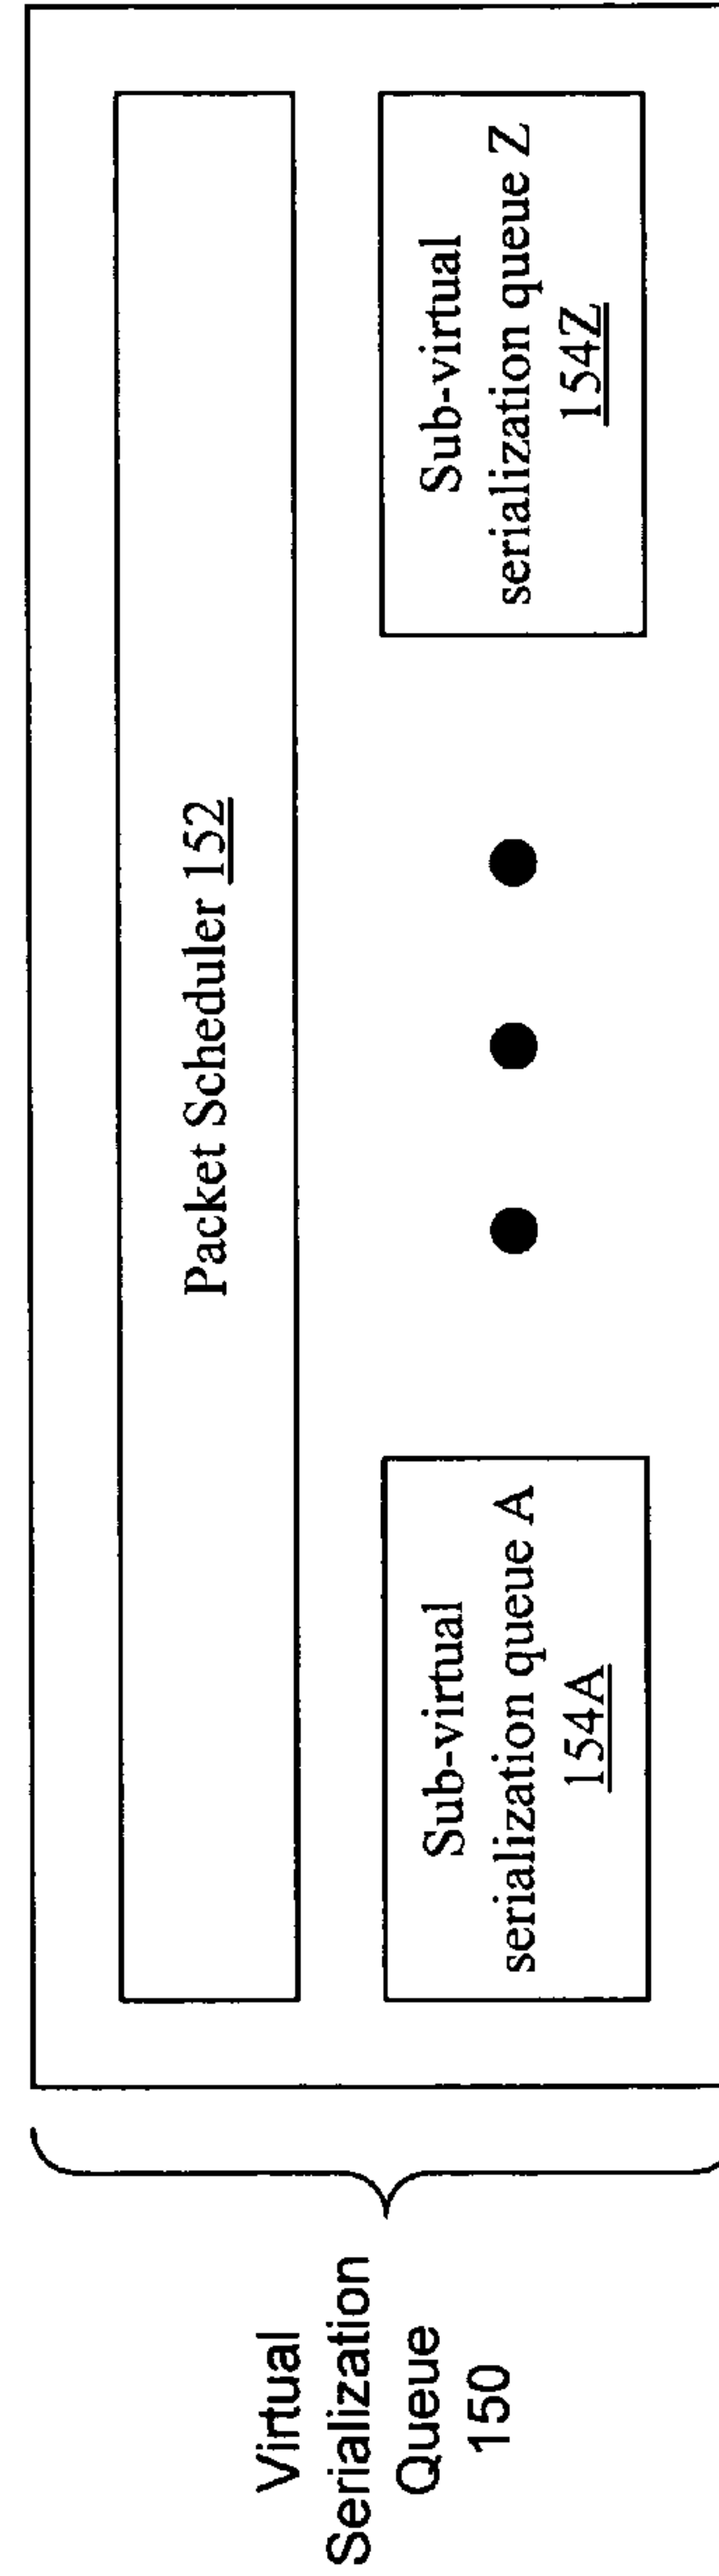 Virtual
Serialization
Queue
150
Packet Scheduler 152
Sub-virtual
serialization queue A
154A
Sub-virtual
serialization queue Z
154Z